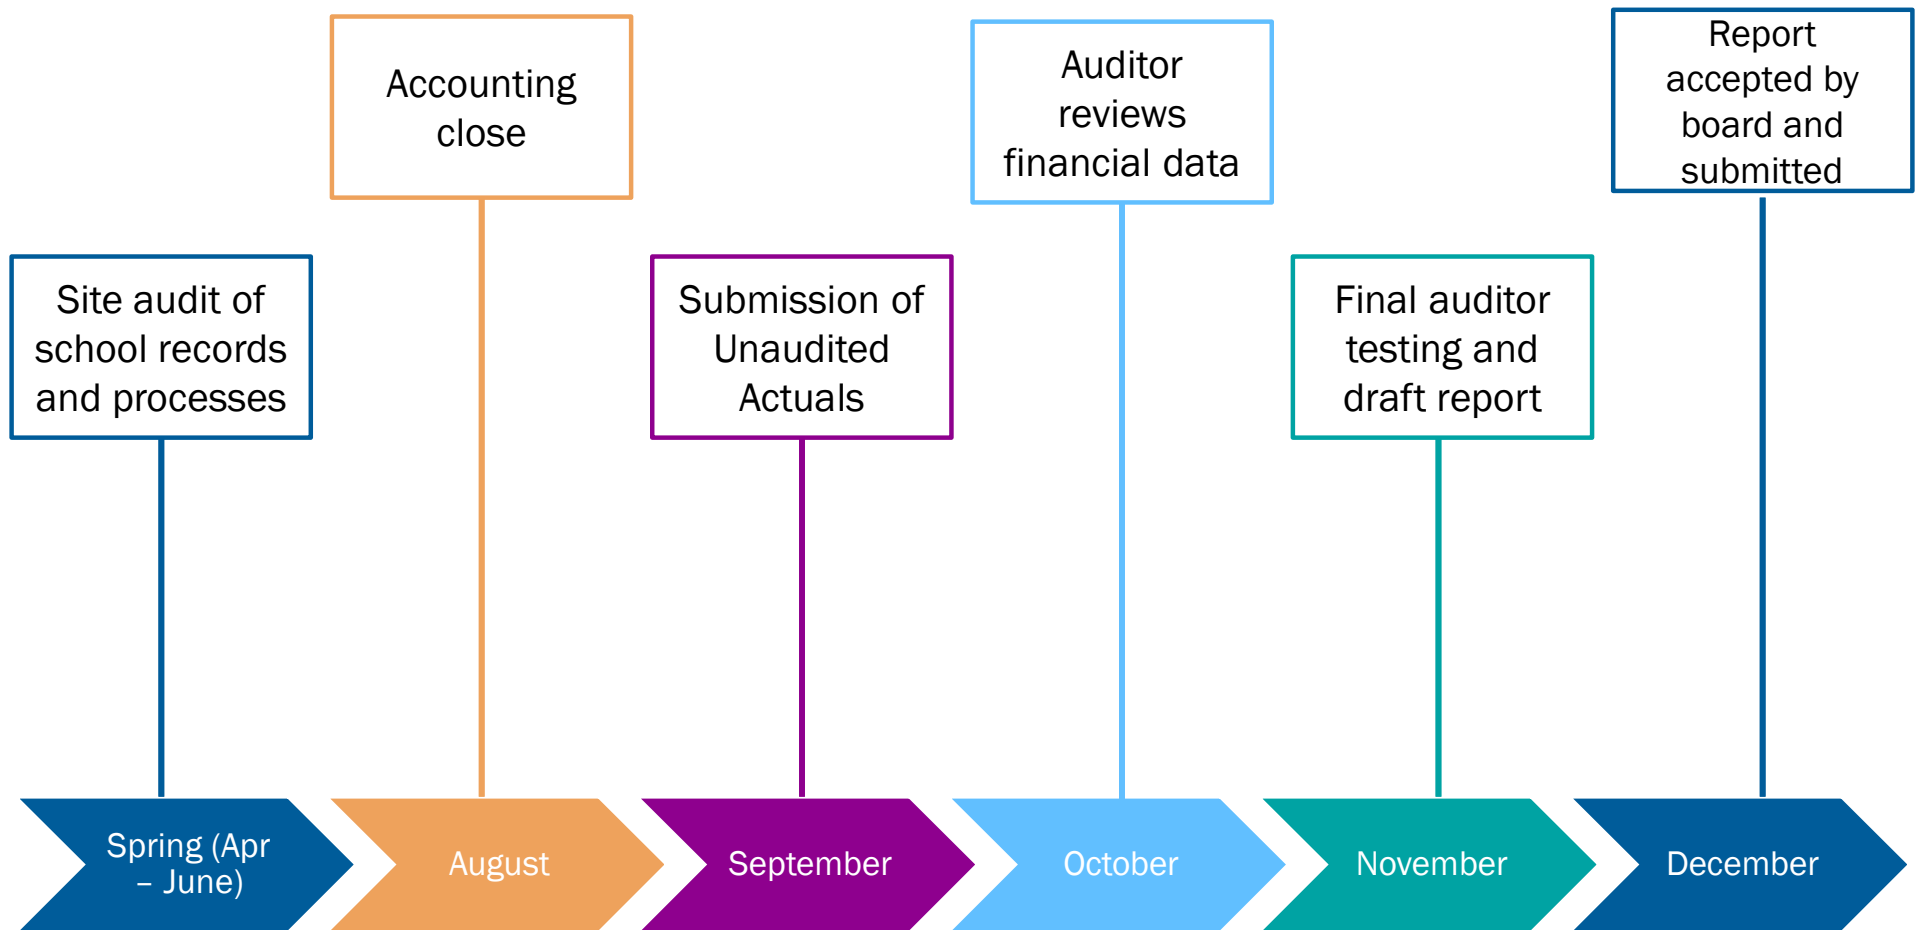 Site audit of
school records
and processes
Accounting
close
Submission of
Unaudited
Actuals
Auditor
reviews
financial data
Final auditor
testing and
draft report
Report
accepted by
board and
submitted
Spring (Apr
– June)
August
September
October
November
December